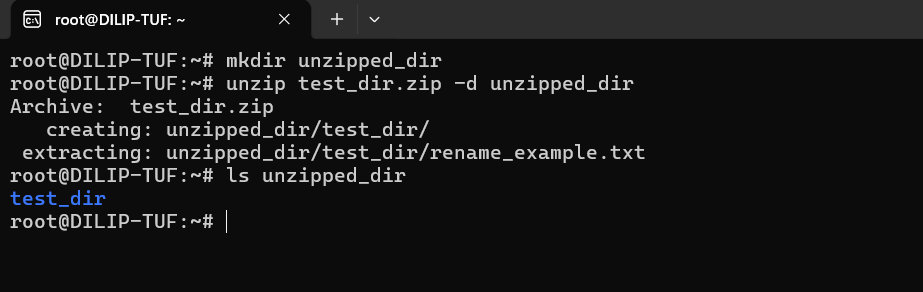 root@DILIP-TUF: ~
root@DILIP-TUF:~# mkdir unzipped_dir
root@DILIP-TUF:~# unzip test_dir.zip -d unzipped_dir
Archive:  test_dir.zip
   creating: unzipped_dir/test_dir/
 extracting: unzipped_dir/test_dir/rename_example.txt
root@DILIP-TUF:~# ls unzipped_dir
test_dir
root@DILIP-TUF:~#